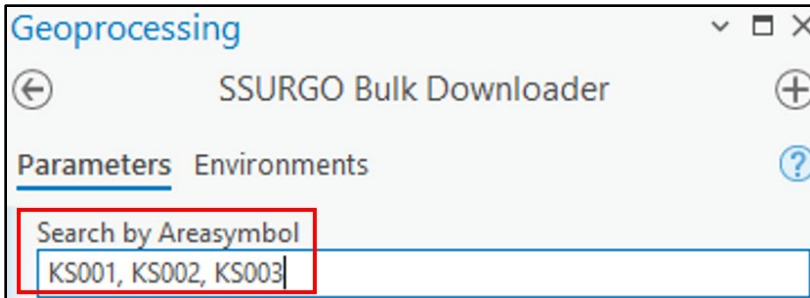 Geoprocessing
SSURGO Bulk Downloader
Parameters Environments
Search by Areasymbol
KS001, KS002, KS003